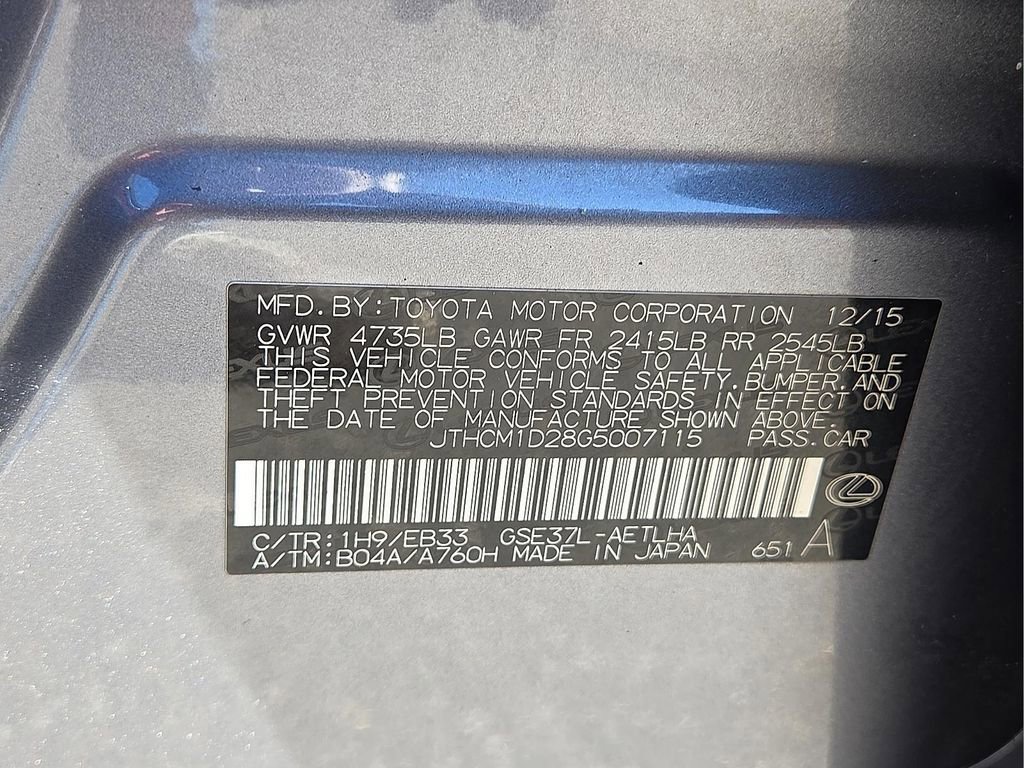 MFD. BY: TOYOTA MOTOR CORPORATION 12/15
GVWR 4735LB GAWR FR 2415LB RR 2545LB
THIS VEHICLE CONFORMS TO ALL APPLICABLE
FEDERAL MOTOR VEHICLE SAFETY, BUMPER, AND
THEFT PREVENTION STANDARDS IN EFFECT ON
THE DATE OF MANUFACTURE SHOWN ABOVE.
JTHCM1D28G5007115 PASS. CAR
C/TR: 1H9/EB33 GSE37L-AETLHA
A/TM: B04A/A760H MADE IN JAPAN 651 A